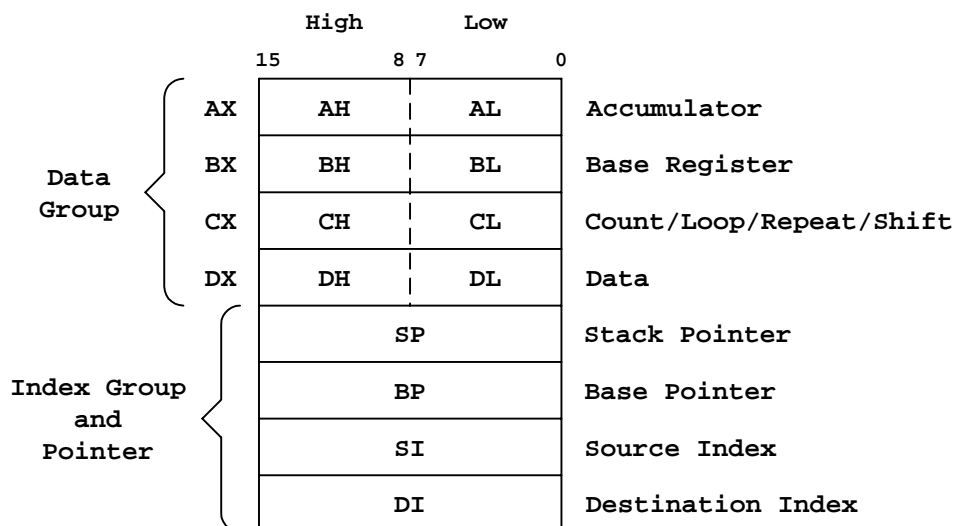 High Low
15 8 7 0
AX AH AL Accumulator
BX BH BL Base Register
Data
Group
CX CH CL Count/Loop/Repeat/Shift
DX DH DL Data
SP Stack Pointer
Index Group
and
Pointer
BP Base Pointer
SI Source Index
DI Destination Index